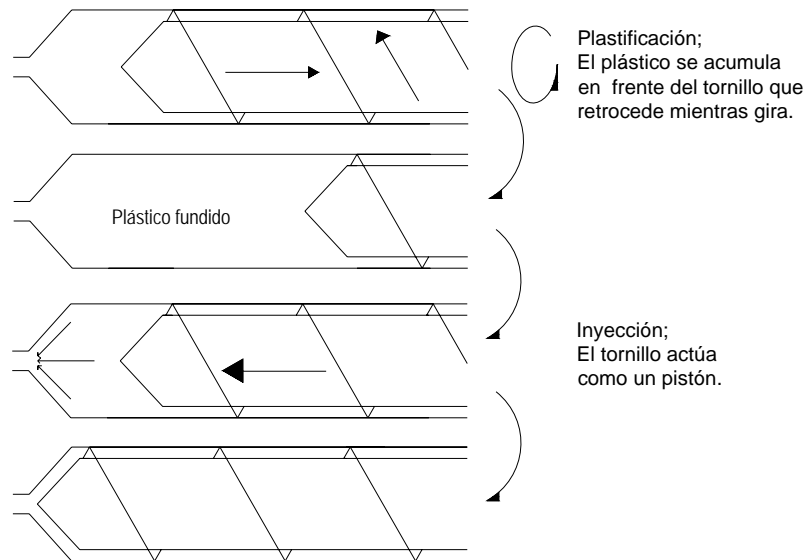 Plastificación;
El plástico se acumula
en frente del tornillo que
retrocede mientras gira.
Plástico fundido
Inyección;
El tornillo actúa
como un pistón.